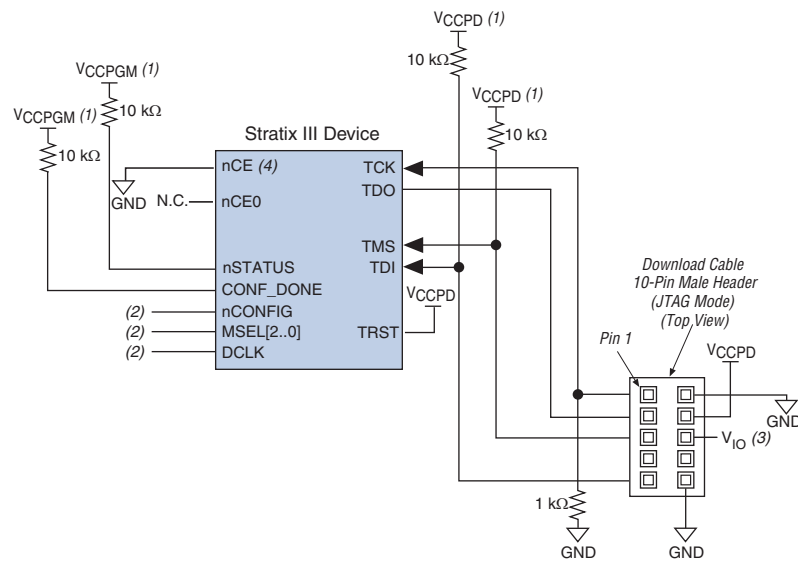 VCCPD (1)
10 kΩ
VCCPGM (1)
10 kΩ
VCCPGM (1)
10 kΩ
VCCPD (1)
10 kΩ
Stratix III Device
nCE (4)
GND
N.C.
nCE0
TCK
TDO
TMS
TDI
nSTATUS
CONF_DONE
(2) nCONFIG
(2) MSEL[2..0]
(2) DCLK
VCCPD
TRST
Download Cable
10-Pin Male Header
(JTAG Mode)
(Top View)
Pin 1
VCCPD
GND
VIO (3)
1 kΩ
GND
GND